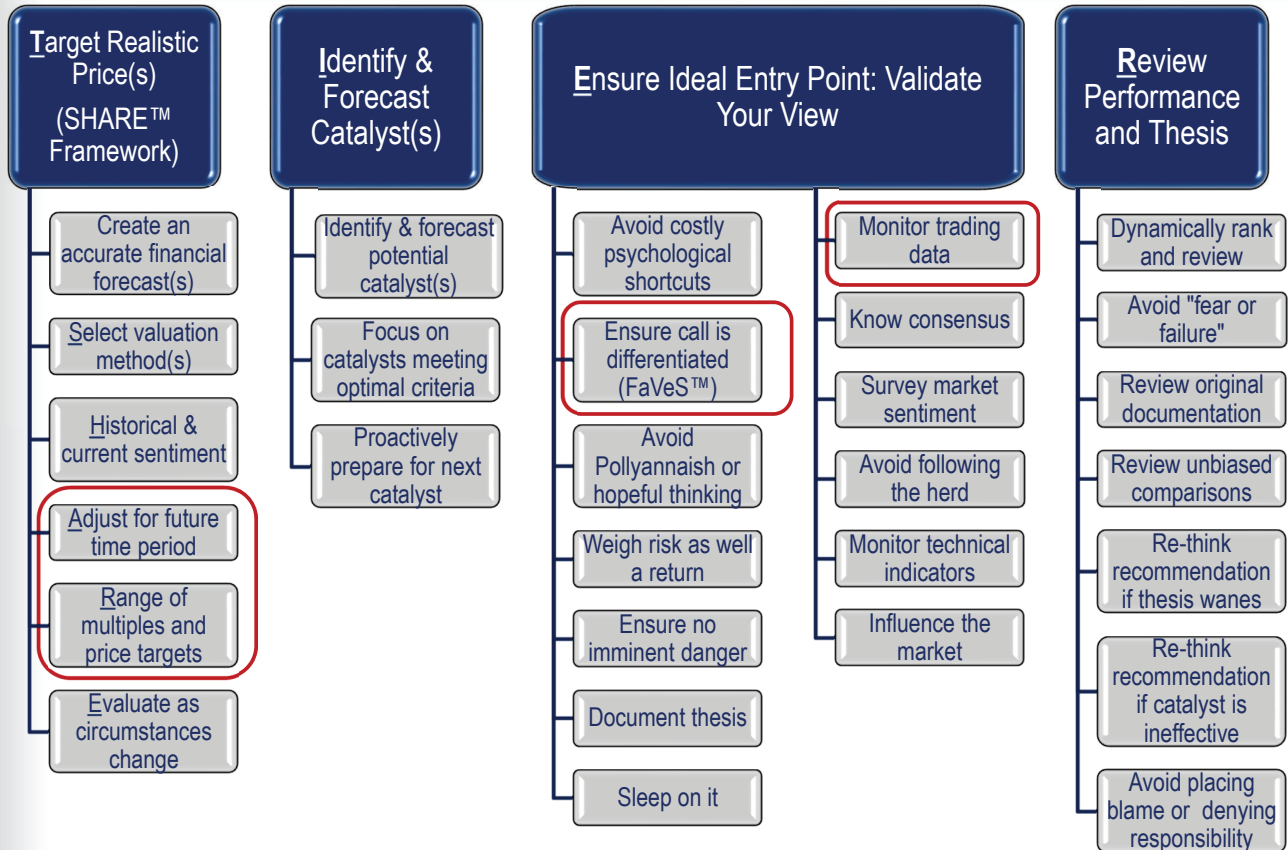 Target Realistic
Price(s)
(SHARE™
Framework)
Create an
accurate financial
forecast(s)
Select valuation
method(s)
Historical &
current sentiment
Adjust for future
time period
Range of
multiples and
price targets
Evaluate as
circumstances
change
Identify &
Forecast
Catalyst(s)
Identify & forecast
potential
catalyst(s)
Focus on
catalysts meeting
optimal criteria
Proactively
prepare for next
catalyst
Ensure Ideal Entry Point: Validate
Your View
Avoid costly
psychological
shortcuts
Ensure call is
differentiated
(FaVeS™)
Avoid
Pollyannaish or
hopeful thinking
Weigh risk as well
a return
Ensure no
imminent danger
Document thesis
Sleep on it
Monitor trading
data
Know consensus
Survey market
sentiment
Avoid following
the herd
Monitor technical
indicators
Influence the
market
Review
Performance
and Thesis
Dynamically rank
and review
Avoid "fear or
failure"
Review original
documentation
Review unbiased
comparisons
Re-think
recommendation
if thesis wanes
Re-think
recommendation
if catalyst is
ineffective
Avoid placing
blame or denying
responsibility